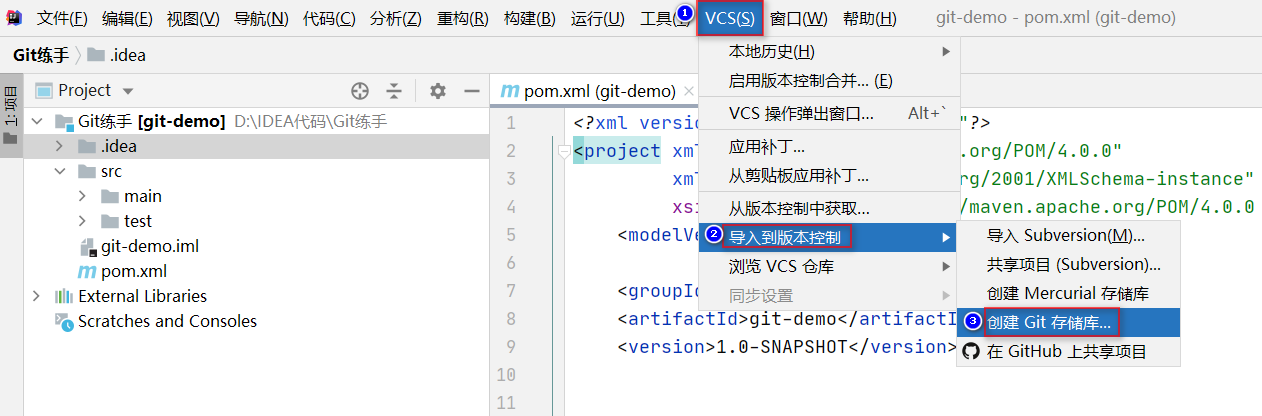 文件(F) 编辑(E) 视图(V) 导航(N) 代码(C) 分析(Z) 重构(R) 构建(B) 运行(U) 工具( 1 VCS(S) 窗口(W) 帮助(H) git-demo - pom.xml (git-demo)
Git练手 .idea
1: 项目
Project
Git练手 [git-demo] D:\IDEA代码\Git练手
.idea
src
main
test
git-demo.iml
pom.xml
External Libraries
Scratches and Consoles
pom.xml (git-demo)
1 <?xml versio "?>
2 <project xml .org/POM/4.0.0"
3 xml rg/2001/XMLSchema-instance"
4 xsi /maven.apache.org/POM/4.0.0
5 <modelVe
6
7 <groupId
8 <artifactId>git-demo</artifactI
9 <version>1.0-SNAPSHOT</version>
10
11
本地历史(H)
启用版本控制合并... (E)
VCS 操作弹出窗口... Alt+`
应用补丁...
从剪贴板应用补丁...
从版本控制中获取...
2 导入到版本控制
浏览 VCS 仓库
同步设置
导入 Subversion(M)...
共享项目 (Subversion)...
创建 Mercurial 存储库
3 创建 Git 存储库...
在 GitHub 上共享项目